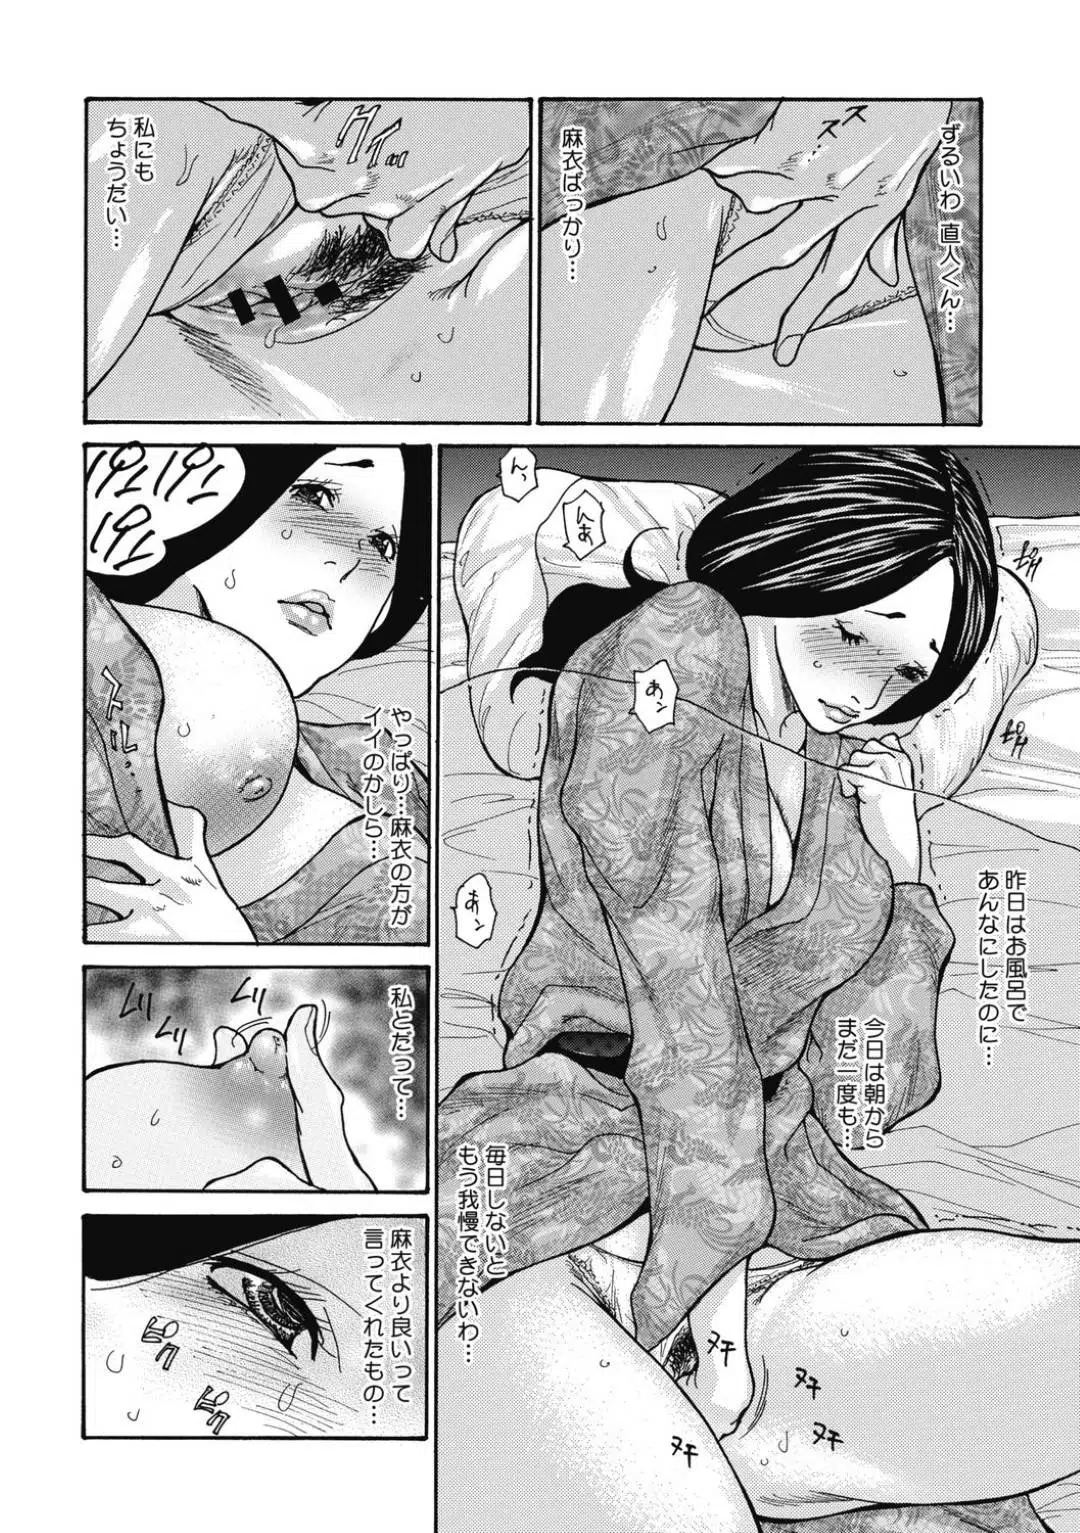 ずるいわ 直人くん…
麻衣ばっかり…
スス…
私にも
ちょうだい…
グイ…
んっ
んあ
あン
あン
ピク
ピク
昨日はお風呂で
あんなにしたのに…
今日は朝から
まだ一度も…
毎日しないと
もう我慢できないわ…
ヌチ
ヌチ
ヌチ
ヌチ
やっぱり…麻衣の方が
イイのかしら…
私とだって…
麻衣より良いって
言ってくれたもの…
ピク
ピク